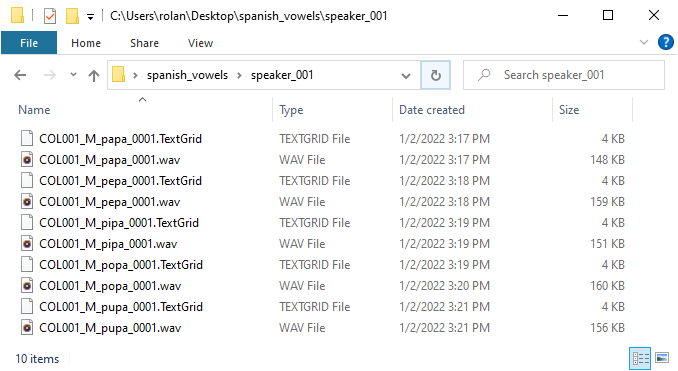 C:\Users\rolan\Desktop\spanish_vowels\speaker_001
File Home Share View
spanish_vowels speaker_001 Search speaker_001
Name Type Date created Size
COL001_M_papa_0001.TextGrid TEXTGRID File 1/2/2022 3:17 PM 4 KB
COL001_M_papa_0001.wav WAV File 1/2/2022 3:17 PM 148 KB
COL001_M_pepa_0001.TextGrid TEXTGRID File 1/2/2022 3:18 PM 4 KB
COL001_M_pepa_0001.wav WAV File 1/2/2022 3:18 PM 159 KB
COL001_M_pipa_0001.TextGrid TEXTGRID File 1/2/2022 3:19 PM 4 KB
COL001_M_pipa_0001.wav WAV File 1/2/2022 3:19 PM 151 KB
COL001_M_popa_0001.TextGrid TEXTGRID File 1/2/2022 3:19 PM 4 KB
COL001_M_popa_0001.wav WAV File 1/2/2022 3:20 PM 160 KB
COL001_M_pupa_0001.TextGrid TEXTGRID File 1/2/2022 3:21 PM 4 KB
COL001_M_pupa_0001.wav WAV File 1/2/2022 3:21 PM 156 KB
10 items